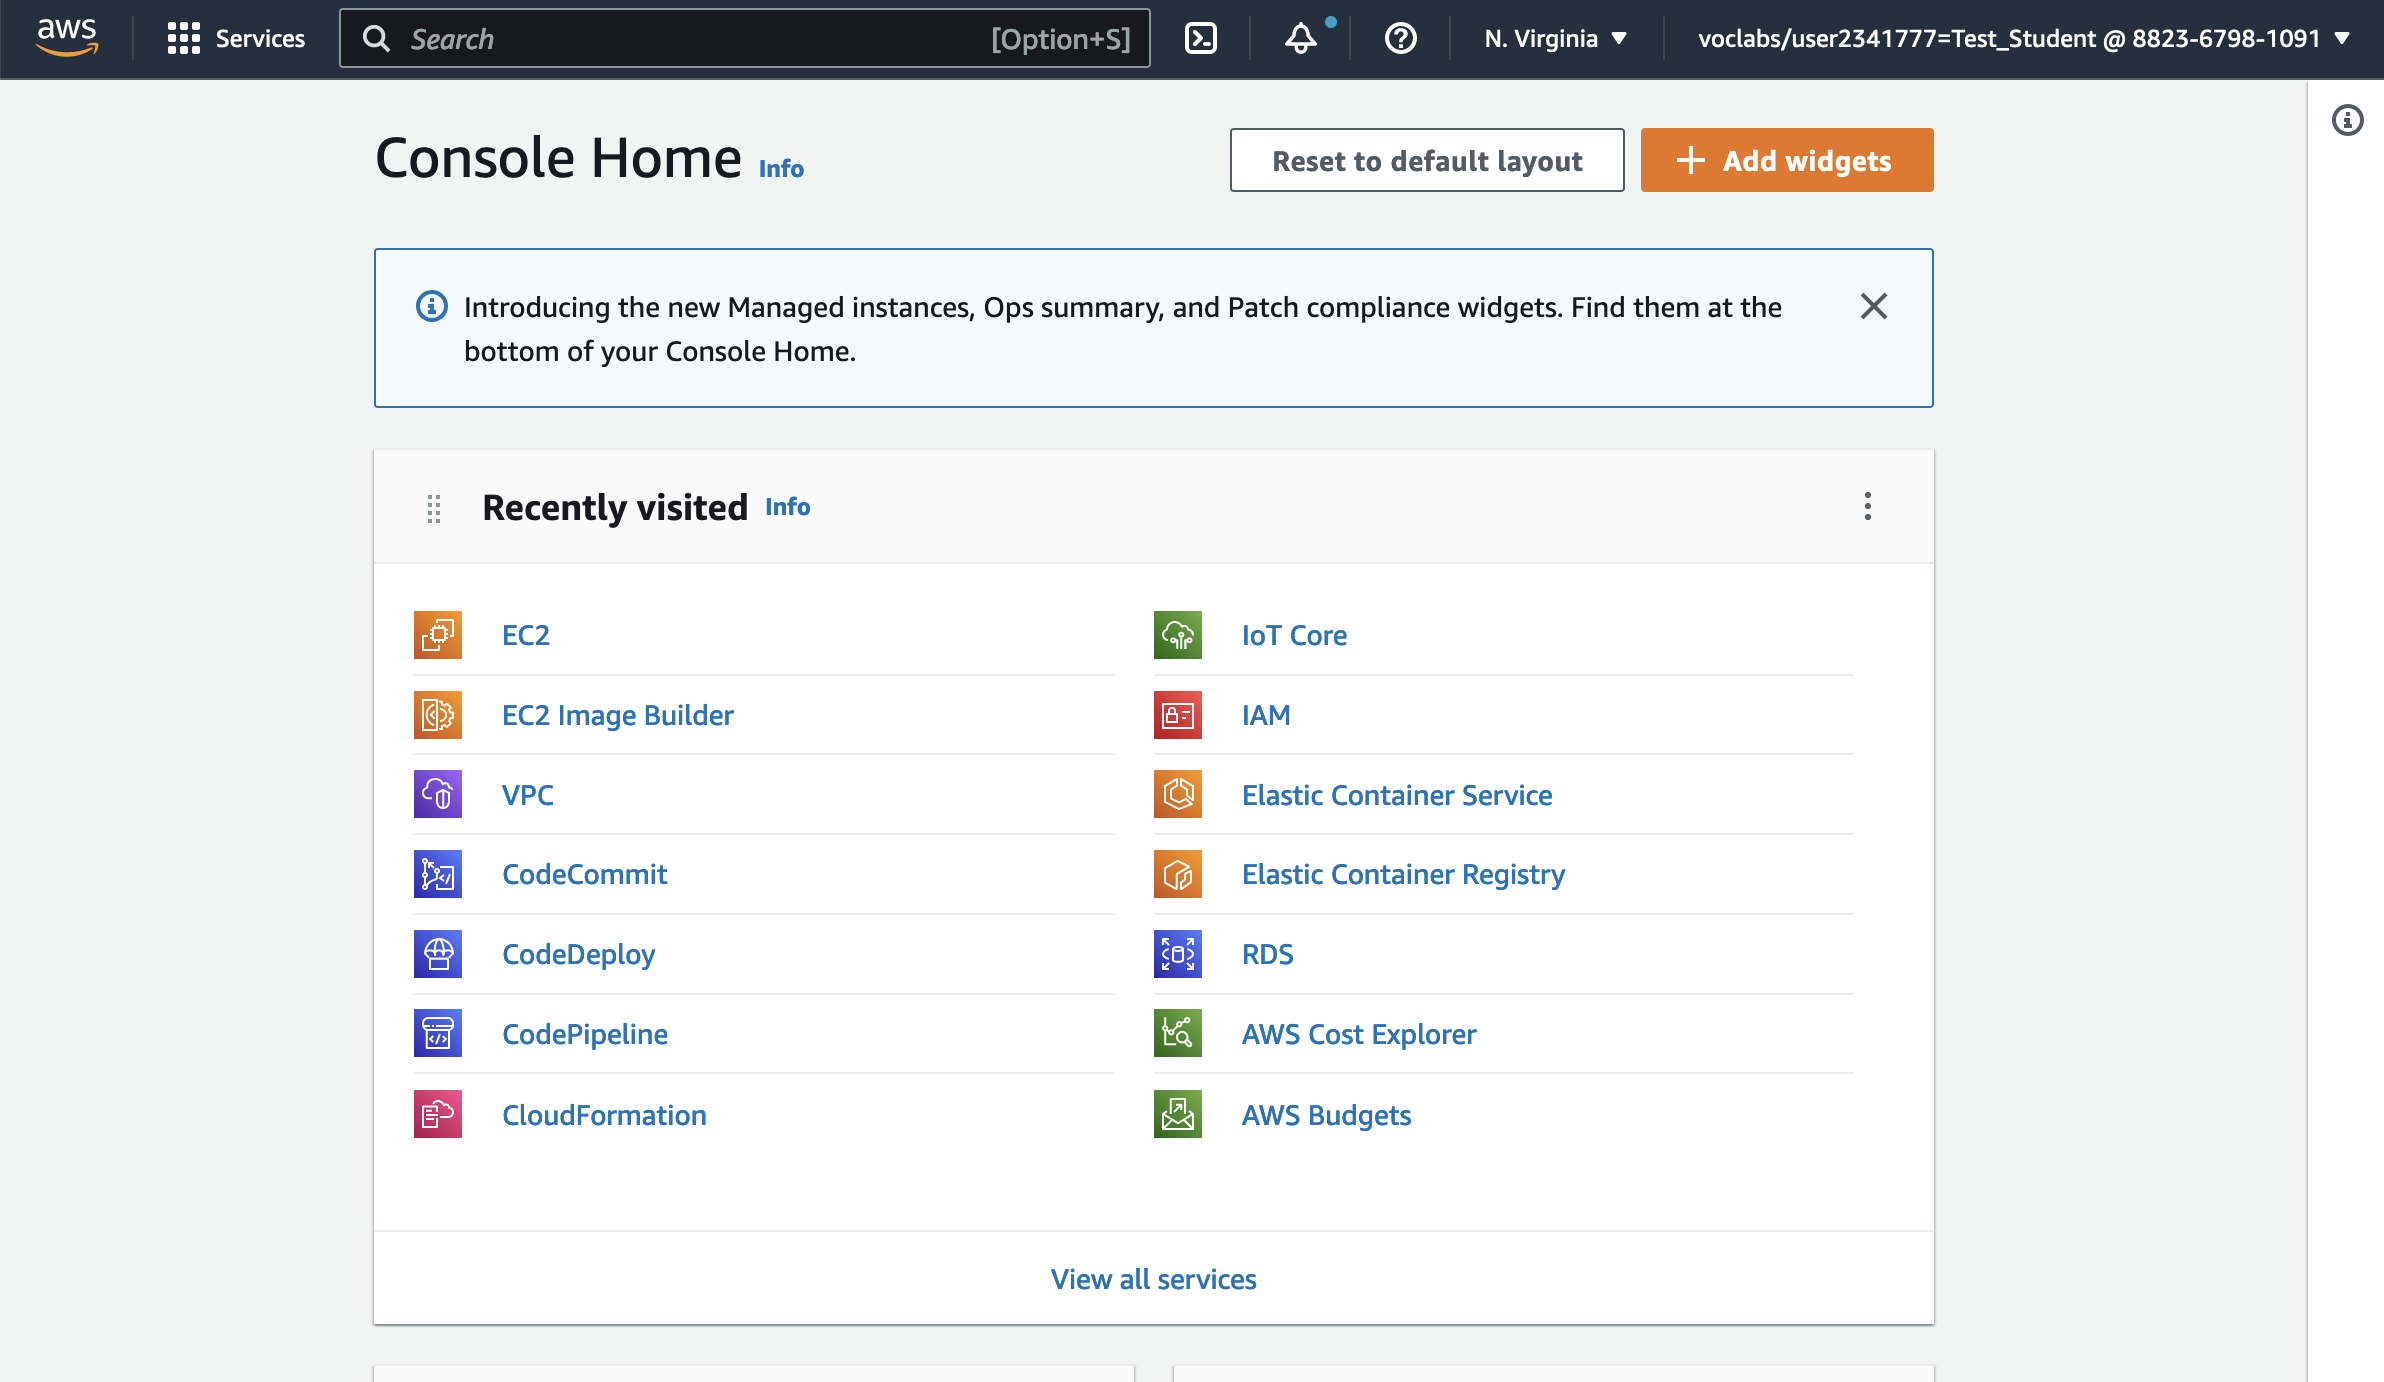 aws
Services
Search
[Option+S]
N. Virginia
voclabs/user2341777=Test_Student @ 8823-6798-1091
Console Home Info
Reset to default layout
Add widgets
Introducing the new Managed instances, Ops summary, and Patch compliance widgets. Find them at the
bottom of your Console Home.
Recently visited Info
EC2
EC2 Image Builder
VPC
CodeCommit
CodeDeploy
CodePipeline
CloudFormation
IoT Core
IAM
Elastic Container Service
Elastic Container Registry
RDS
AWS Cost Explorer
AWS Budgets
View all services